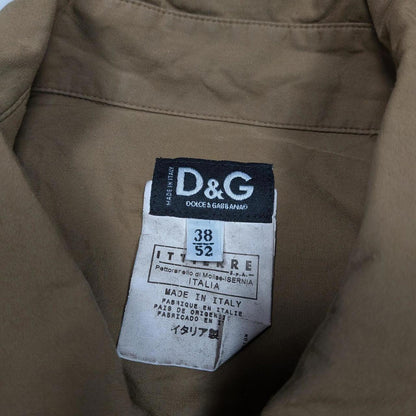 MADE IN ITALY
D&G
DOLCE & GABBANA
38
52
ITTIERRE
S.p.A.
Pettoranello di Molise-ISERNIA
ITALIA
MADE IN ITALY
FABRIQUE EN ITALIE
PAIS DE ORIGEN
FABRICADO EN
イタリア製